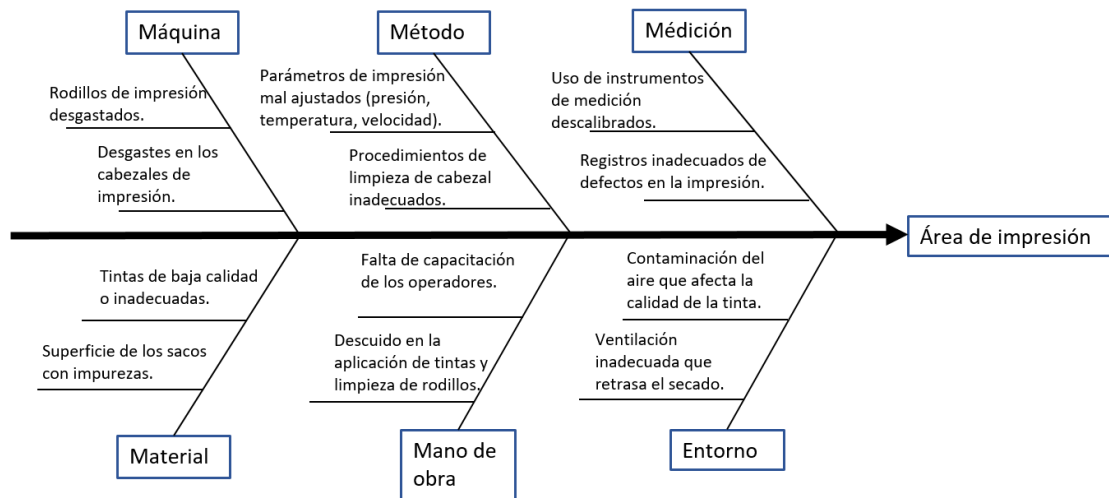 Máquina
Método
Médición
Rodillos de impresión
desgastados.
Desgastes en los
cabezales de
impresión.
Parámetros de impresión
mal ajustados (presión,
temperatura, velocidad).
Procedimientos de
limpieza de cabezal
inadecuados.
Uso de instrumentos
de medición
descalibrados.
Registros inadecuados de
defectos en la impresión.
Área de impresión
Tintas de baja calidad
o inadecuadas.
Superficie de los sacos
con impurezas.
Falta de capacitación
de los operadores.
Descuido en la
aplicación de tintas y
limpieza de rodillos.
Contaminación del
aire que afecta la
calidad de la tinta.
Ventilación
inadecuada que
retrasa el secado.
Material
Mano de
obra
Entorno